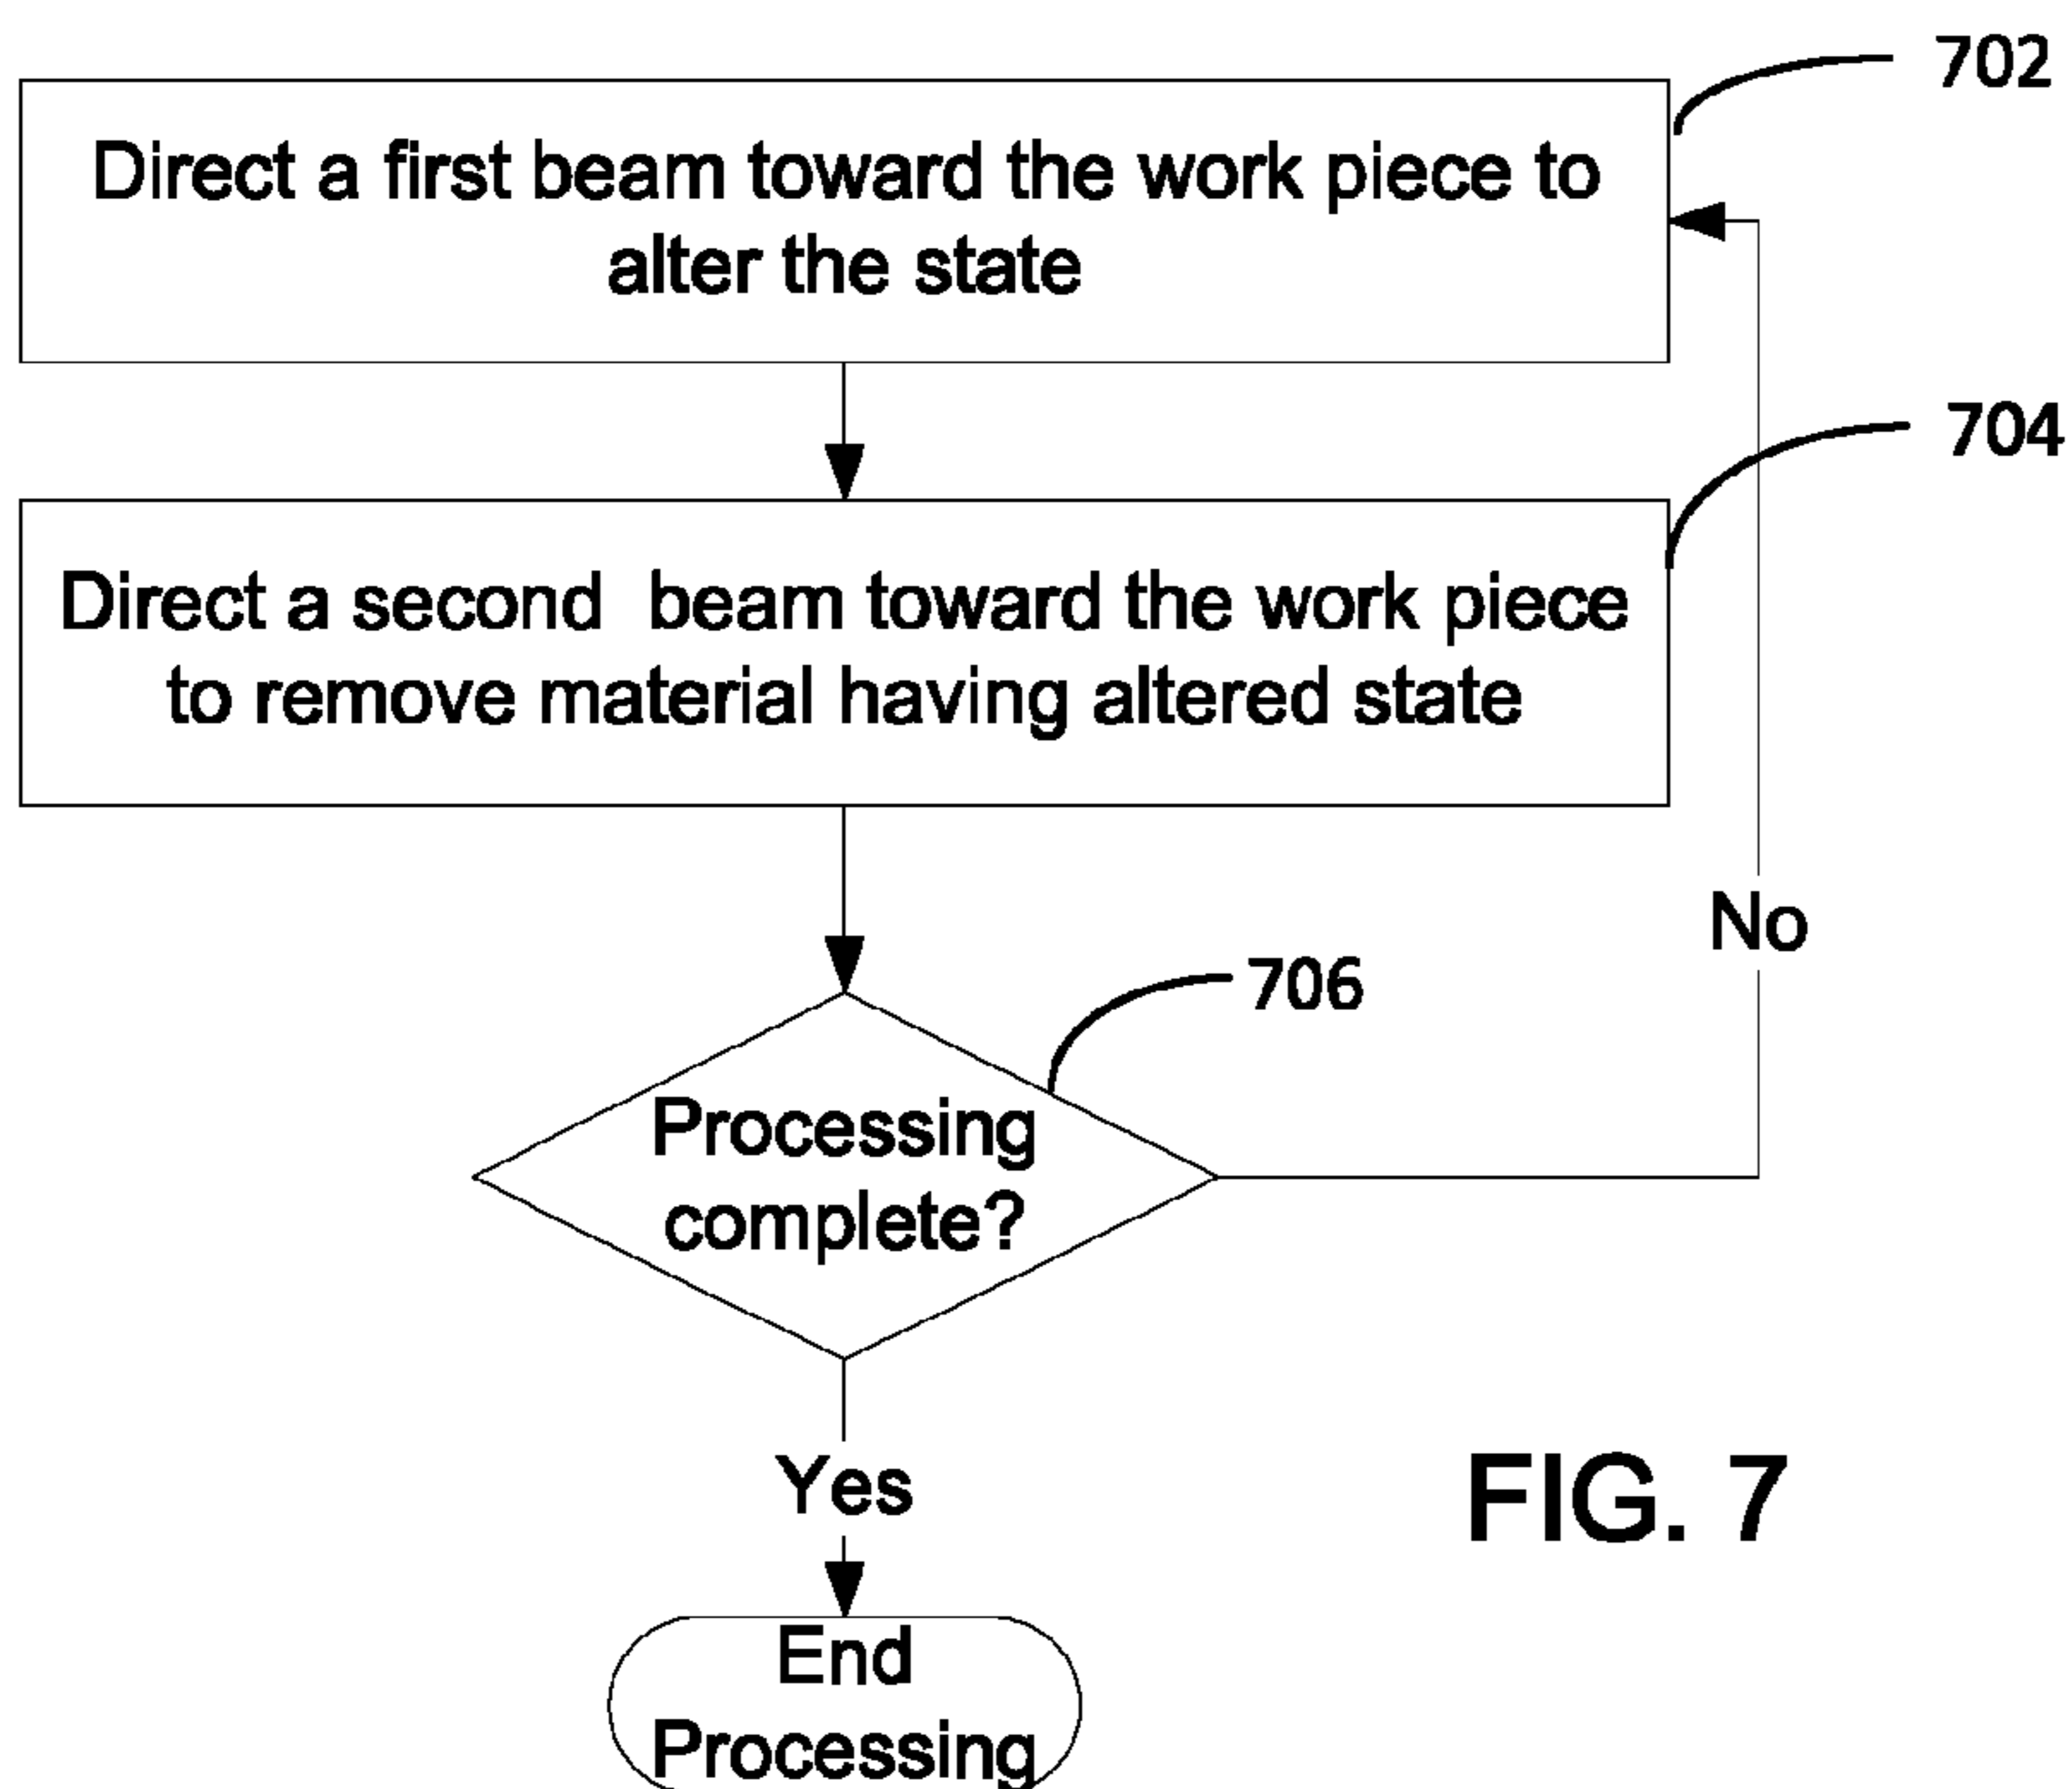 702
Direct a first beam toward the work piece to
alter the state
704
Direct a second beam toward the work piece
to remove material having altered state
No
706
Processing
complete?
Yes
FIG. 7
End
Processing